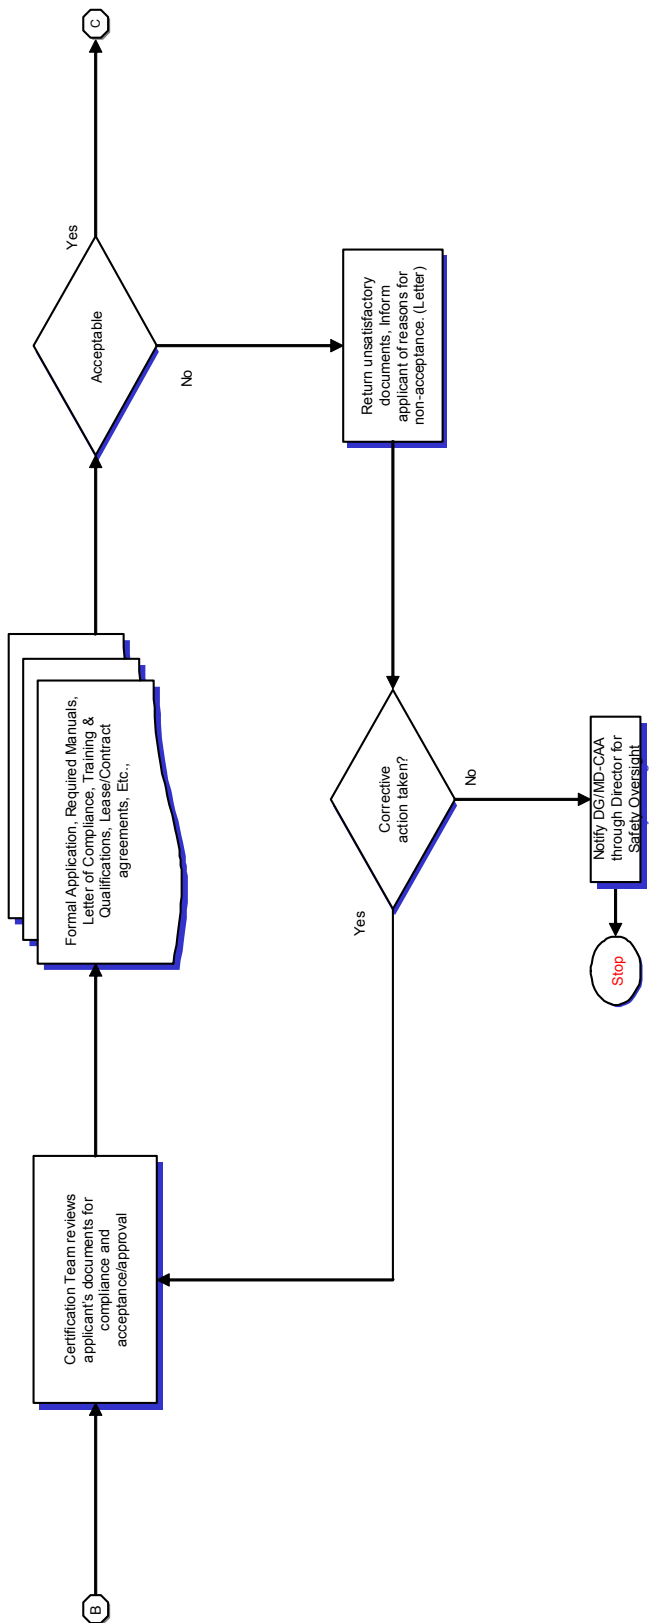 B
Certification Team reviews
applicant's documents for
compliance and
acceptance/approval
Formal Application, Required Manuals,
Letter of Compliance, Training &
Qualifications, Lease/Contract
agreements, Etc.,
Acceptable
Yes
C
No
Return unsatisfactory
documents, Inform
applicant of reasons for
non-acceptance. (Letter)
Corrective
action taken?
Yes
No
Notify DG/MD-CAA
through Director for
Safety Oversight
Stop